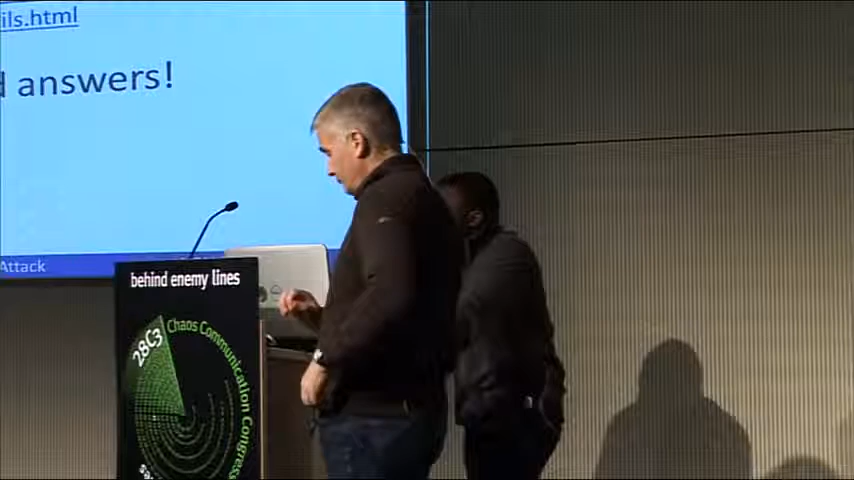 ils.html
d answers!
Attack
behind enemy lines
28C3
Chaos Communication Congress